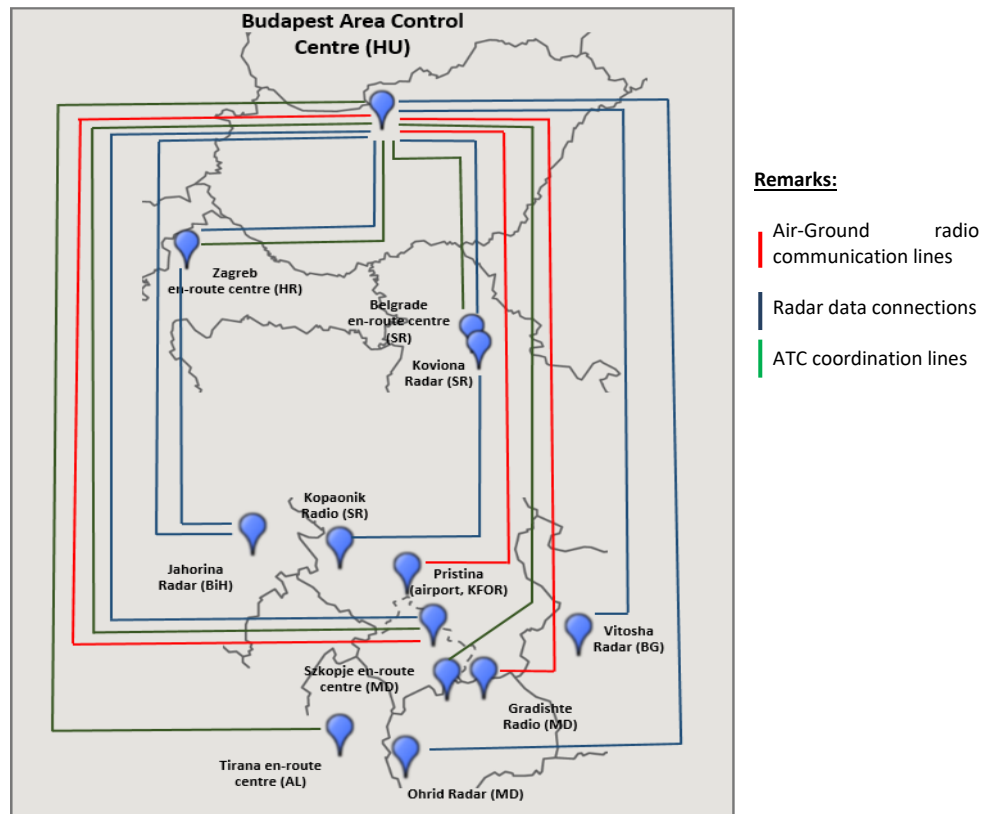 Budapest Area Control
Centre (HU)
Remarks:
Air-Ground radio
communication lines
Radar data connections
ATC coordination lines
Zagreb
en-route centre (HR)
Belgrade
en-route centre
(SR)
Koviona
Radar (SR)
Kopaonik
Radio (SR)
Jahorina
Radar (BiH)
Pristina
(airport, KFOR)
Vitosha
Radar (BG)
Szkopje en-route
centre (MD)
Gradishte
Radio (MD)
Tirana en-route
centre (AL)
Ohrid Radar (MD)